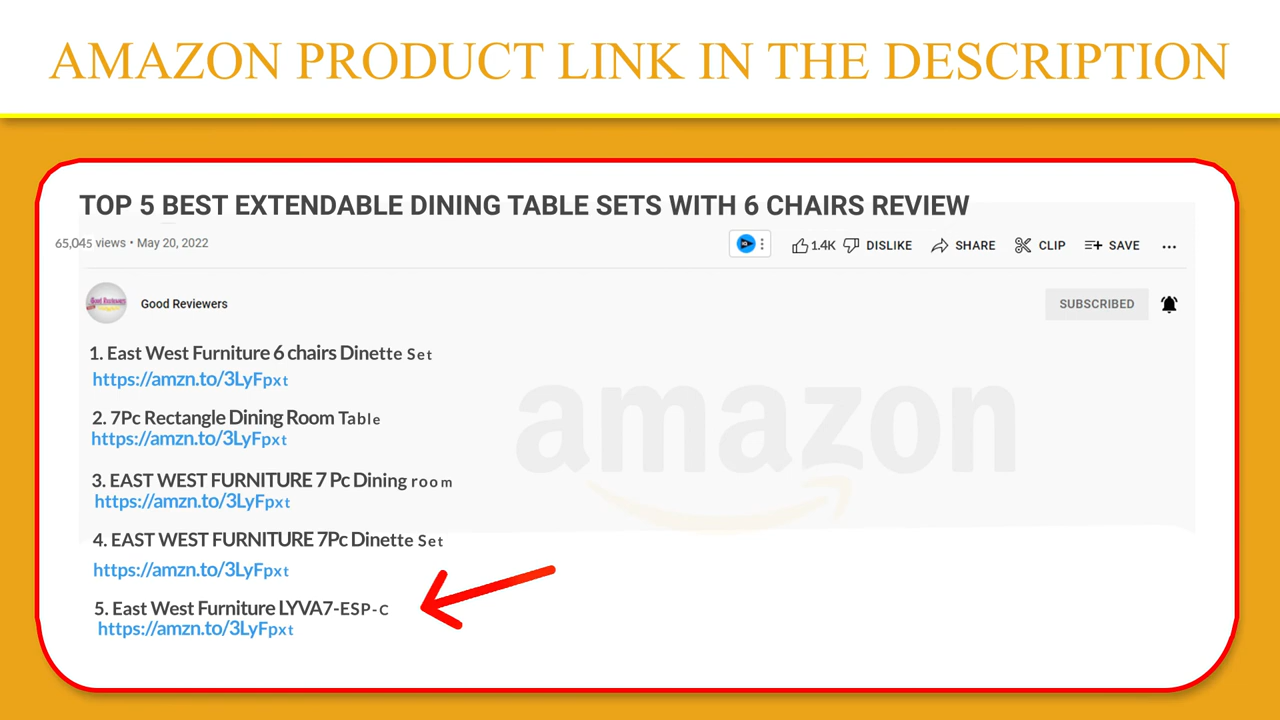 AMAZON PRODUCT LINK IN THE DESCRIPTION
TOP 5 BEST EXTENDABLE DINING TABLE SETS WITH 6 CHAIRS REVIEW
65,045 views • May 20, 2022
1.4K DISLIKE SHARE CLIP SAVE ...
Good Reviewers
SUBSCRIBED
1. East West Furniture 6 chairs Dinette Set
https://amzn.to/3LyFpxt
2. 7Pc Rectangle Dining Room Table
https://amzn.to/3LyFpxt
3. EAST WEST FURNITURE 7 Pc Dining room
https://amzn.to/3LyFpxt
4. EAST WEST FURNITURE 7Pc Dinette Set
https://amzn.to/3LyFpxt
5. East West Furniture LYVA7-ESP-C
https://amzn.to/3LyFpxt
amazon